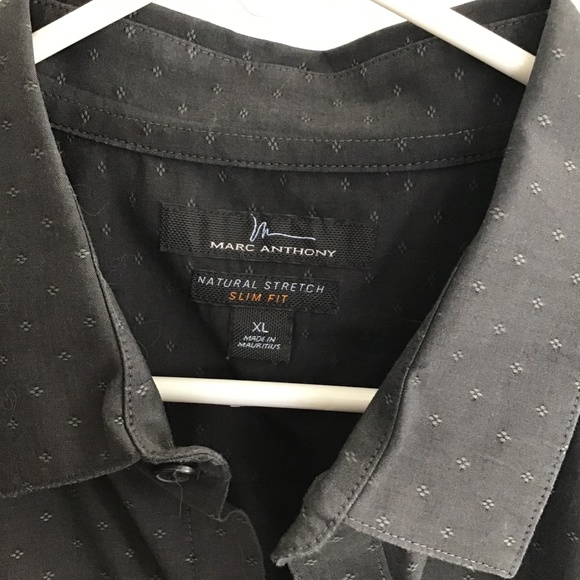 MARC ANTHONY
NATURAL STRETCH
SLIM FIT
XL
MADE IN
MAURITIUS